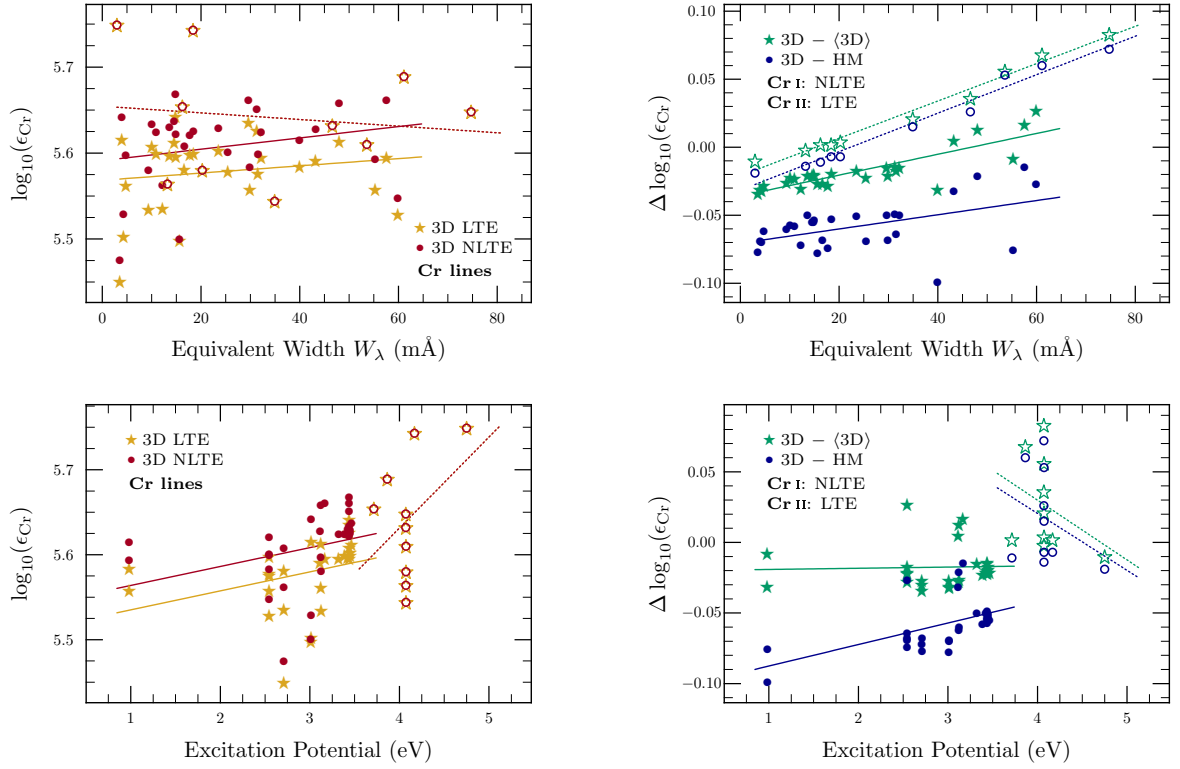 5.7
5.6
5.5
log₁₀(ϵCr)
0 20 40 60 80
Equivalent Width Wλ (mÅ)
3D LTE
3D NLTE
Cr lines
0.05
0.00
−0.05
−0.10
Δ log₁₀(ϵCr)
0 20 40 60 80
Equivalent Width Wλ (mÅ)
3D − ⟨3D⟩
3D − HM
Cr I: NLTE
Cr II: LTE
5.7
5.6
5.5
log₁₀(ϵCr)
1 2 3 4 5
Excitation Potential (eV)
3D LTE
3D NLTE
Cr lines
0.05
0.00
−0.05
−0.10
Δ log₁₀(ϵCr)
1 2 3 4 5
Excitation Potential (eV)
3D − ⟨3D⟩
3D − HM
Cr I: NLTE
Cr II: LTE